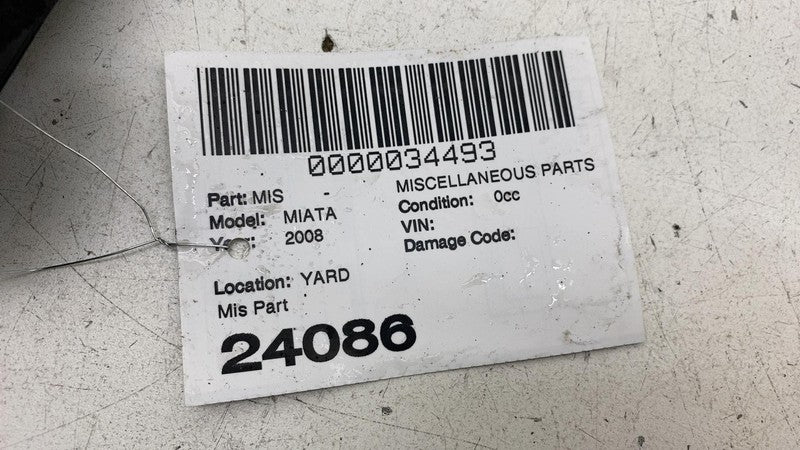 0000034493
Part: MIS - MISCELLANEOUS PARTS
Model: MIATA Condition: 0cc
2008 VIN:
Damage Code:
Location: YARD
Mis Part
24086